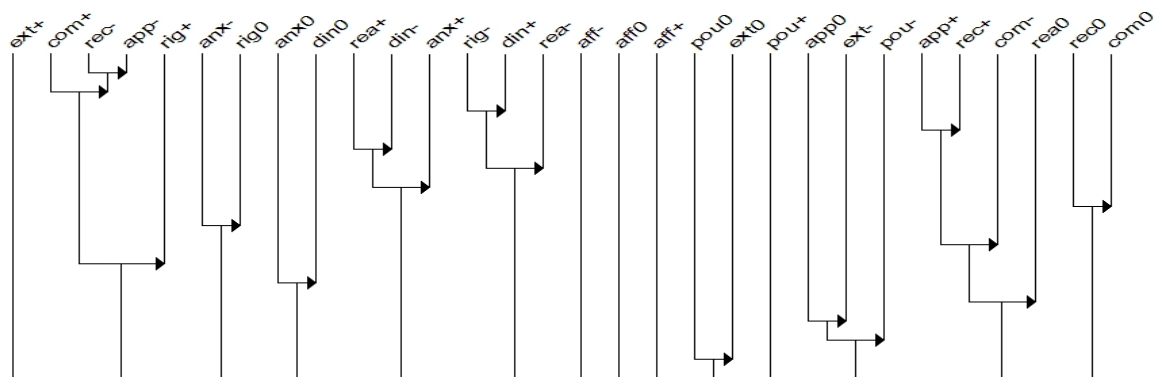 ext+ com+ rec- app- rig+ anx- rig0 anx0 din0 rea+ din- anx+ rig- din+ rea- aff- aff0 aff+ pou0 ext0 pou+ app0 ext- pou- app+ rec+ com- rea0 rec0 com0